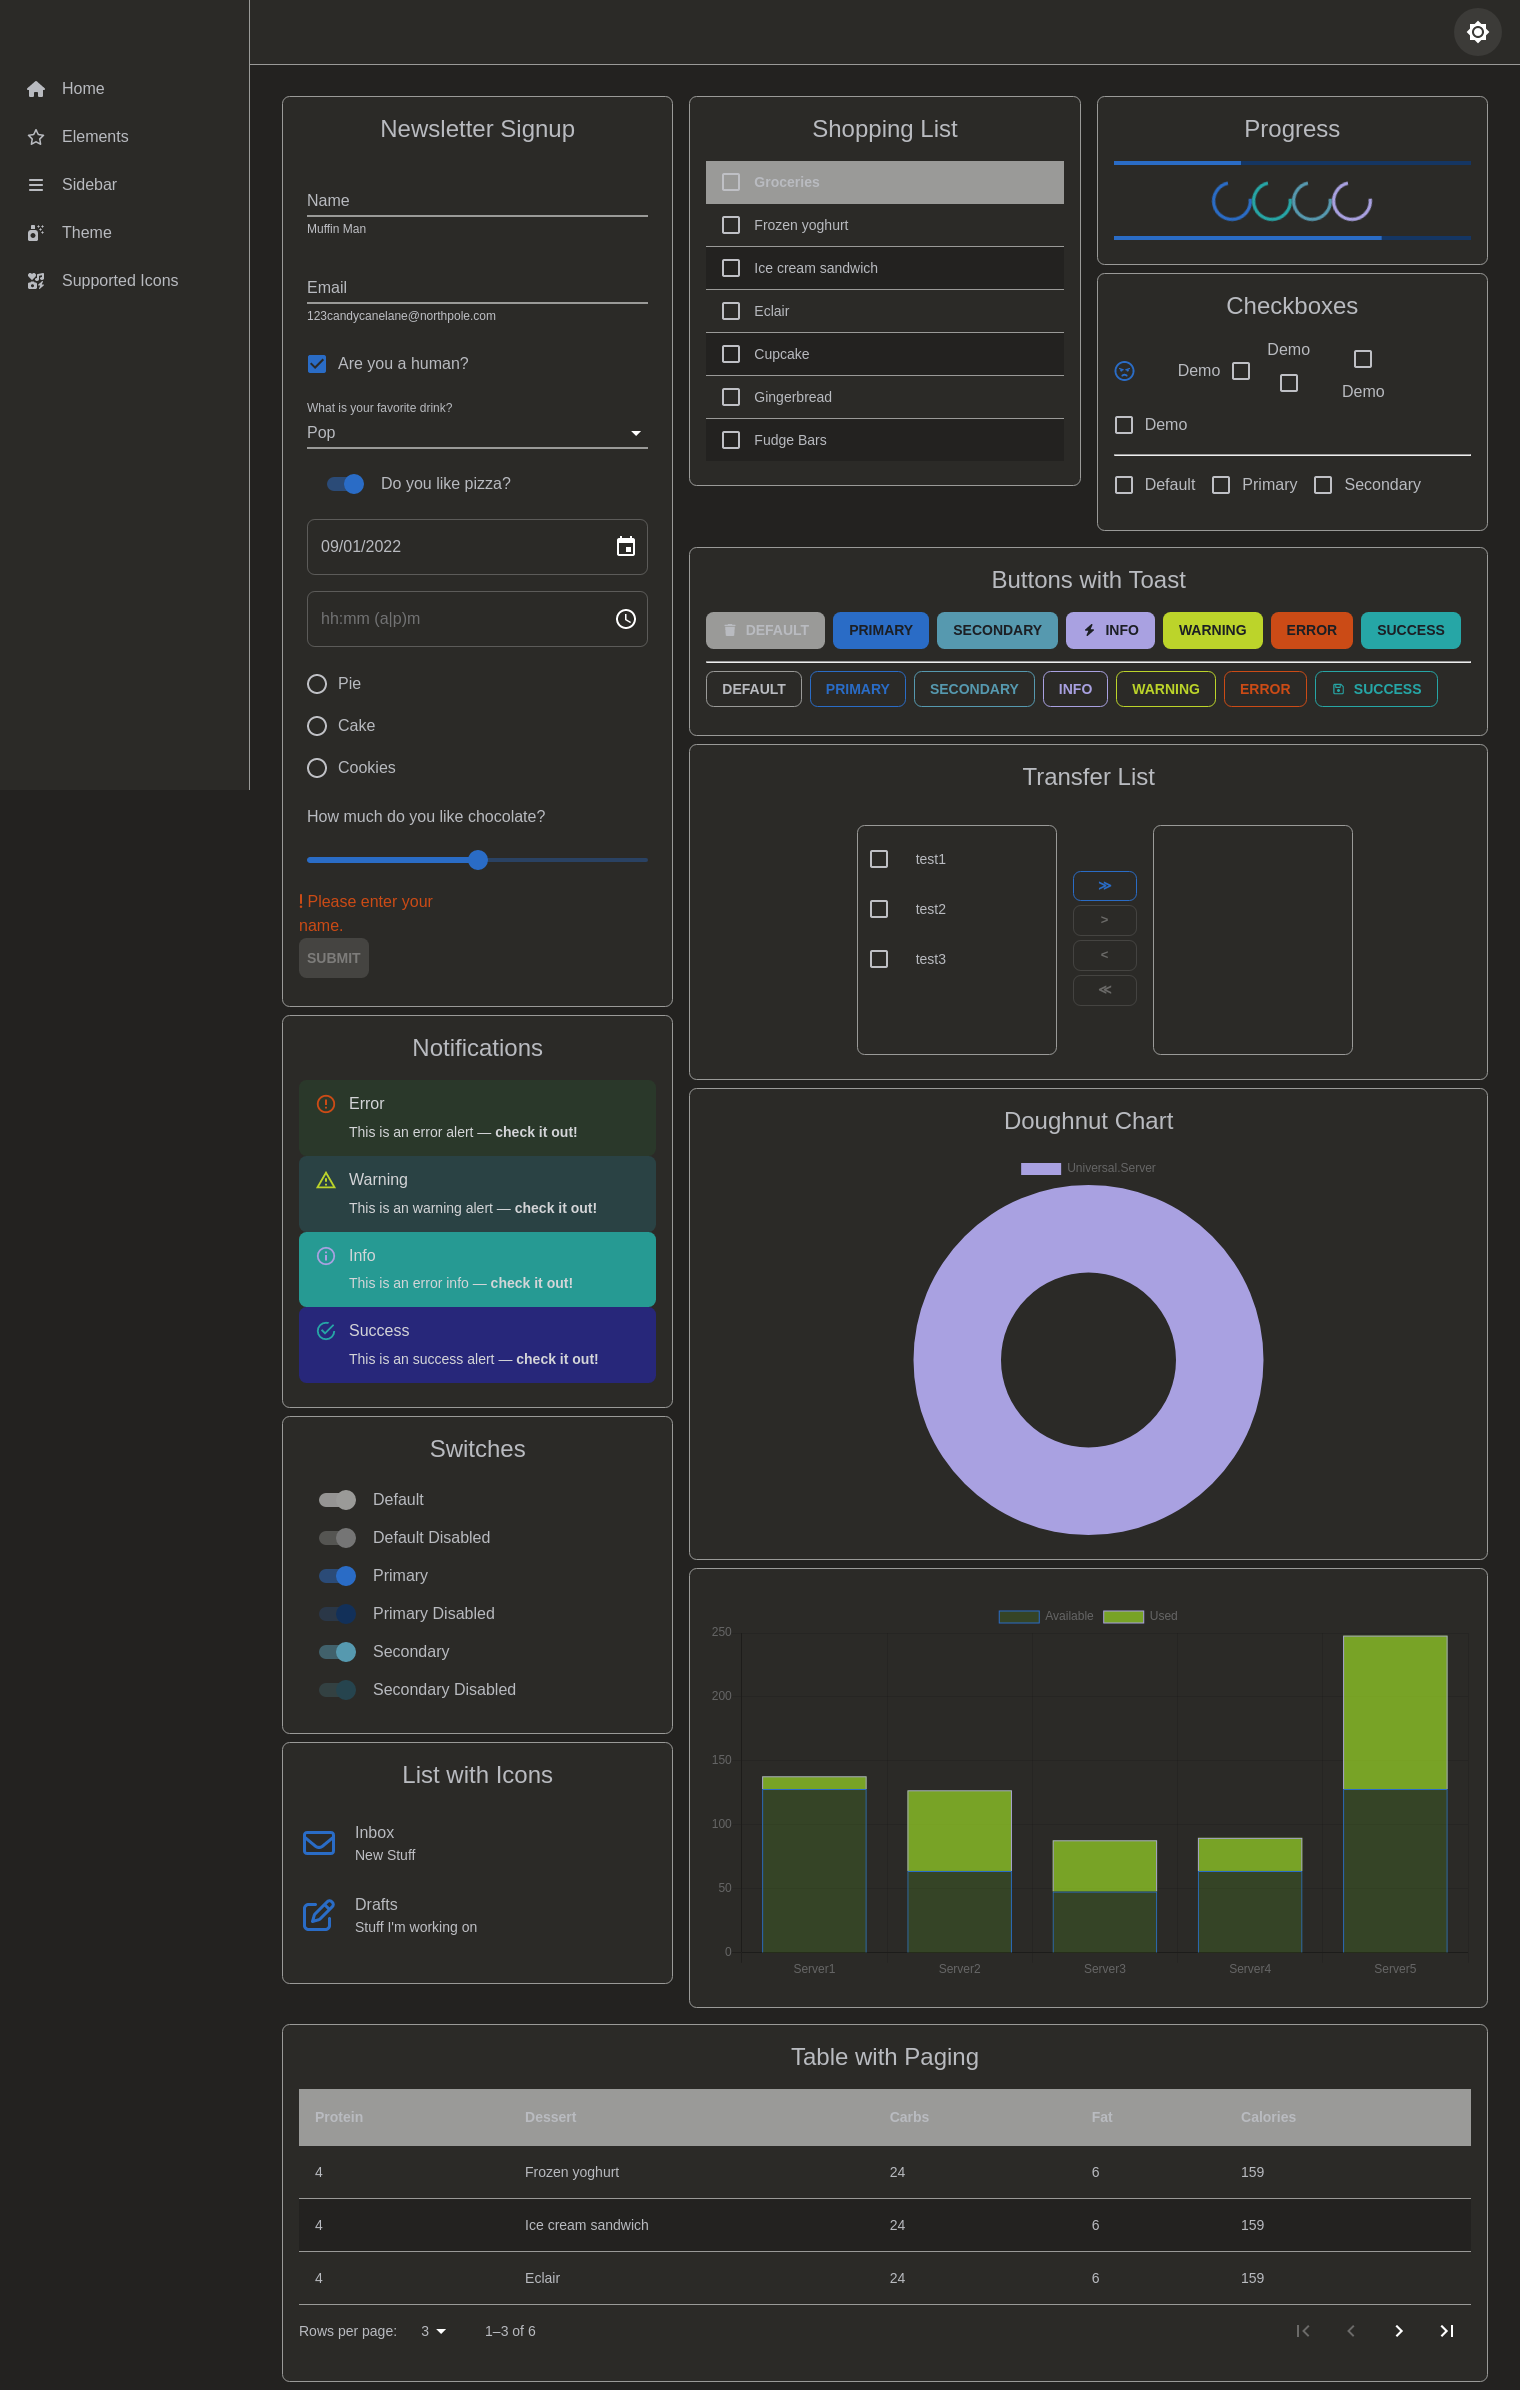 Home
Elements
Sidebar
Theme
Supported Icons
Newsletter Signup
Name
Muffin Man
Email
123candycanelane@northpole.com
Are you a human?
What is your favorite drink?
Pop
Do you like pizza?
09/01/2022
hh:mm (a|p)m
Pie
Cake
Cookies
How much do you like chocolate?
! Please enter your
name.
SUBMIT
Notifications
Error
This is an error alert — check it out!
Warning
This is an warning alert — check it out!
Info
This is an error info — check it out!
Success
This is an success alert — check it out!
Switches
Default
Default Disabled
Primary
Primary Disabled
Secondary
Secondary Disabled
List with Icons
Inbox
New Stuff
Drafts
Stuff I'm working on
Shopping List
Groceries
Frozen yoghurt
Ice cream sandwich
Eclair
Cupcake
Gingerbread
Fudge Bars
Progress
Checkboxes
Demo
Demo
Demo
Demo
Default Primary Secondary
Buttons with Toast
DEFAULT PRIMARY SECONDARY INFO WARNING ERROR SUCCESS
DEFAULT PRIMARY SECONDARY INFO WARNING ERROR SUCCESS
Transfer List
test1
test2
test3
≫
>
<
≪
Doughnut Chart
Universal.Server
Available Used
250
200
150
100
50
0
Server1 Server2 Server3 Server4 Server5
Table with Paging
Protein Dessert Carbs Fat Calories
4 Frozen yoghurt 24 6 159
4 Ice cream sandwich 24 6 159
4 Eclair 24 6 159
Rows per page: 3 1–3 of 6